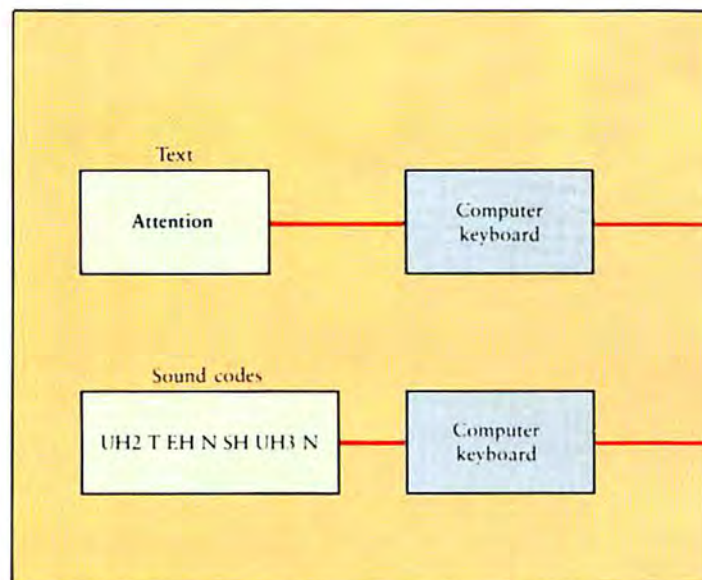 Text
Attention
Computer
keyboard
Sound codes
UH2 T EH N SH UH3 N
Computer
keyboard